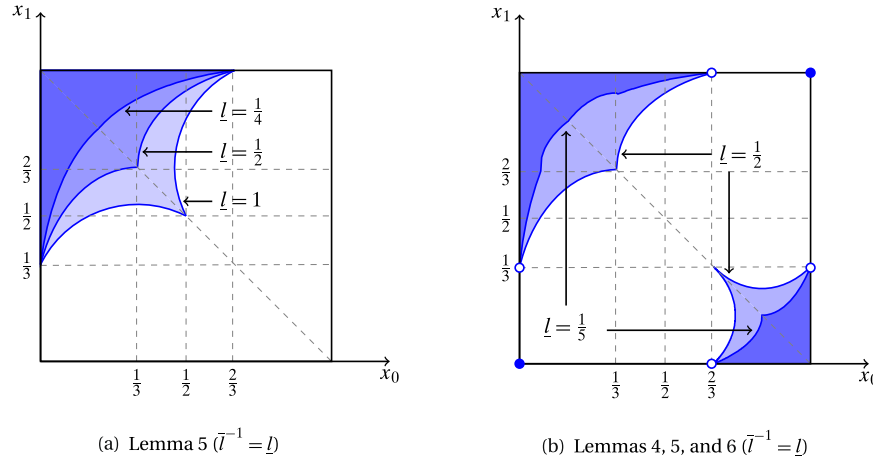 x₁
l̲ = 1/4
l̲ = 1/2
l̲ = 1
2/3
1/2
1/3
1/3 1/2 2/3
x₀
(a) Lemma 5 (l̅⁻¹ = l̲)
x₁
l̲ = 1/2
2/3
1/2
1/3
l̲ = 1/5
1/3 1/2 2/3
x₀
(b) Lemmas 4, 5, and 6 (l̅⁻¹ = l̲)